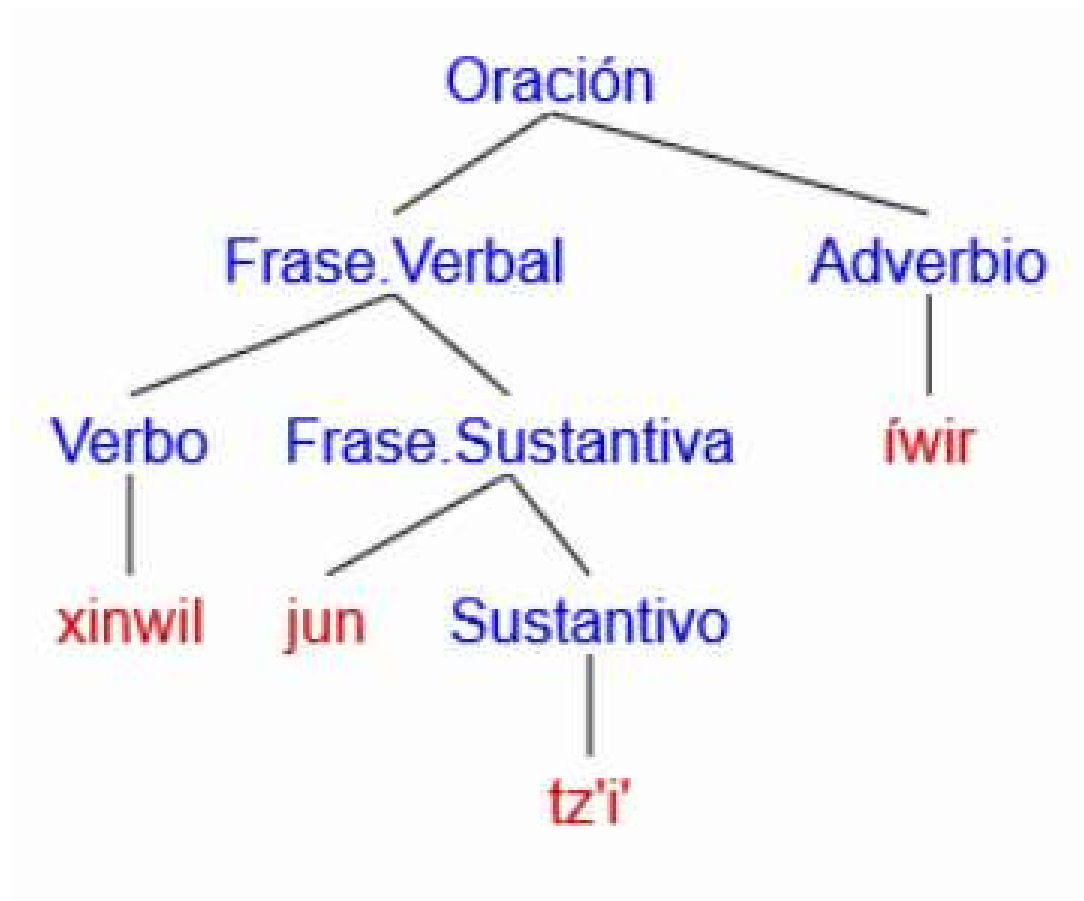 Oración
Frase.Verbal Adverbio
Verbo Frase.Sustantiva íwir
xinwil jun Sustantivo
tz'i'